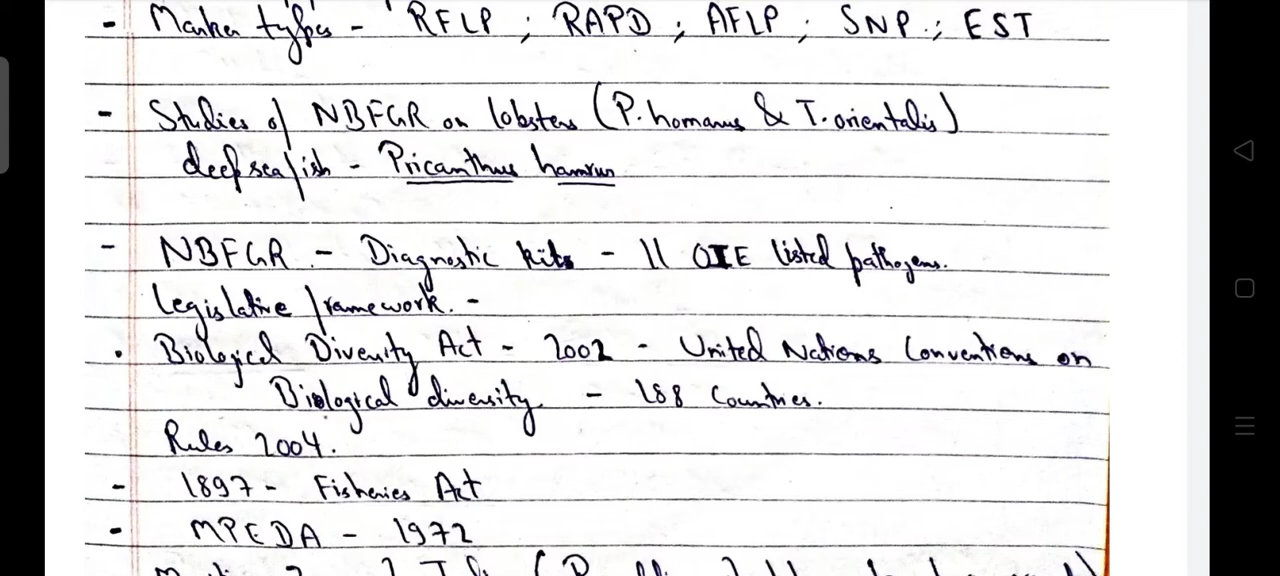 - Marker types - RFLP ; RAPD ; AFLP ; SNP ; EST
- Studies of NBFGR on lobsters (P. homarus & T. orientalis)
deep sea fish - Pricanthus hamrus
- NBFGR - Diagnostic kits - 11 OIE listed pathogens.
Legislative framework. -
. Biological Diversity Act - 2002 - United Nations Conventions on
Biological diversity - 188 Countries.
Rules 2004.
- 1897 - Fisheries Act
- MPEDA - 1972